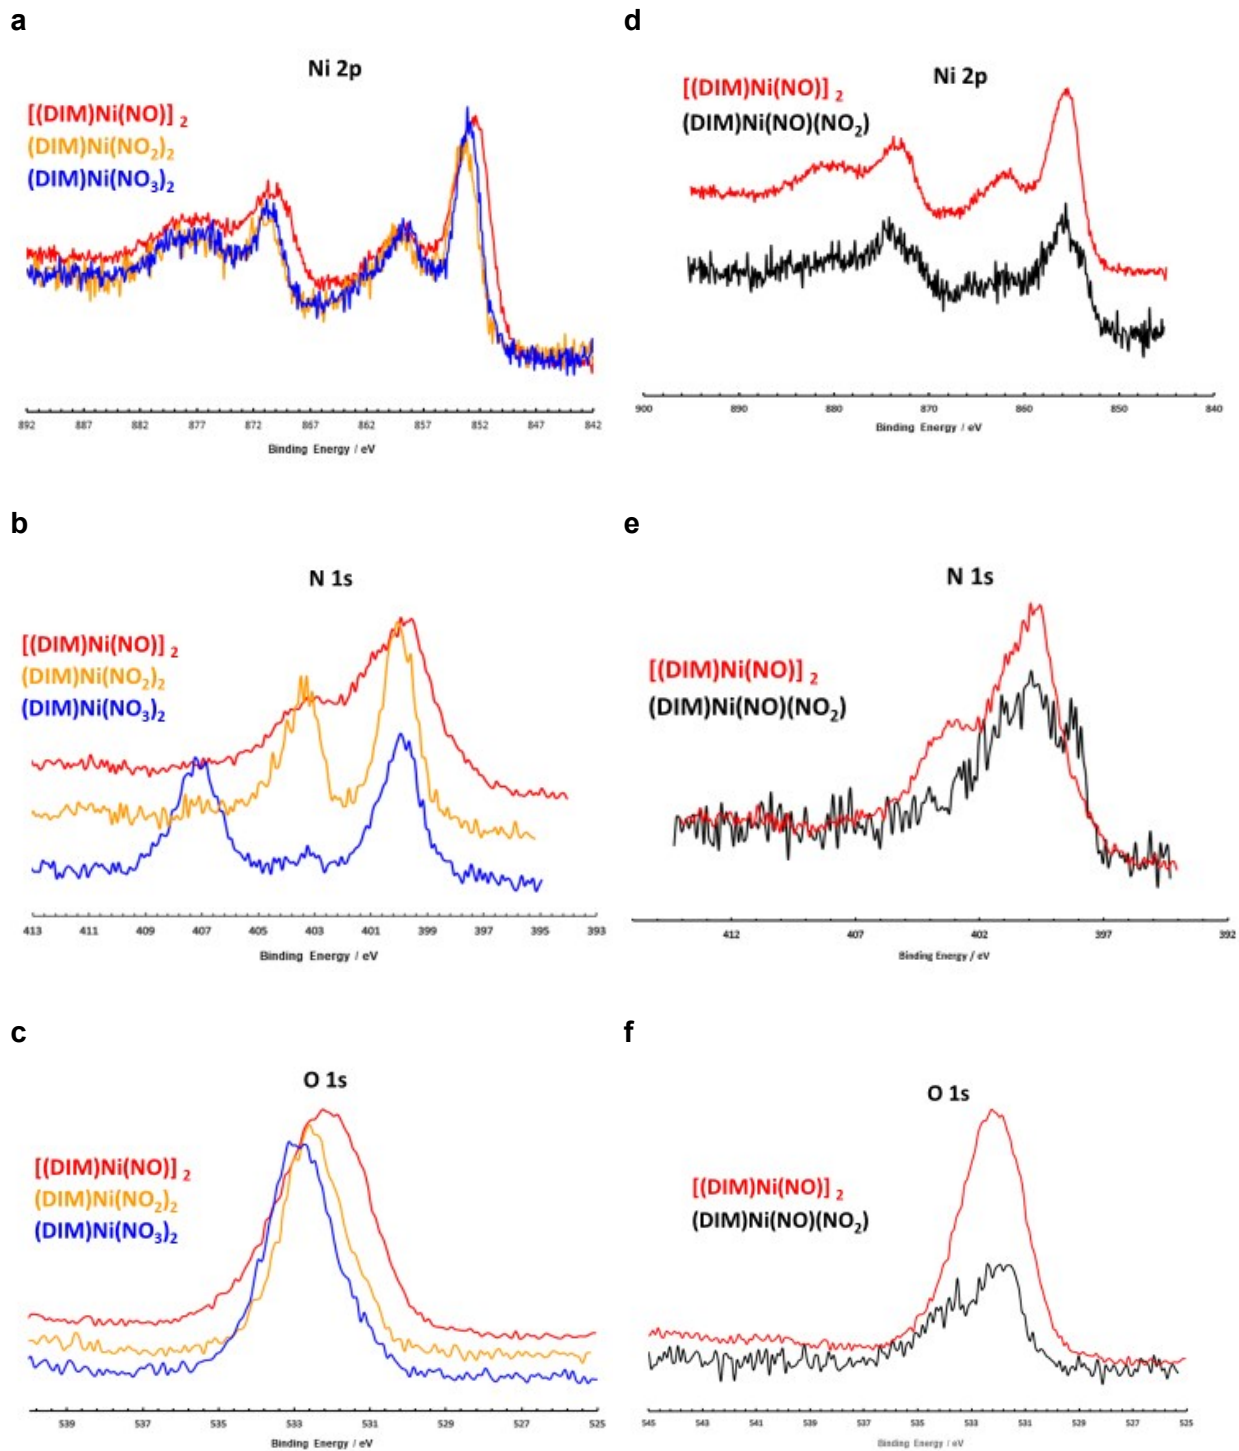 a
Ni 2p
[(DIM)Ni(NO)] 2
(DIM)Ni(NO2)2
(DIM)Ni(NO3)2
892 887 882 877 872 867 862 857 852 847 842
Binding Energy / eV
d
Ni 2p
[(DIM)Ni(NO)] 2
(DIM)Ni(NO)(NO2)
900 890 880 870 860 850 840
Binding Energy / eV
b
N 1s
[(DIM)Ni(NO)] 2
(DIM)Ni(NO2)2
(DIM)Ni(NO3)2
413 411 409 407 405 403 401 399 397 395 393
Binding Energy / eV
e
N 1s
[(DIM)Ni(NO)] 2
(DIM)Ni(NO)(NO2)
412 407 402 397 392
Binding Energy / eV
c
O 1s
[(DIM)Ni(NO)] 2
(DIM)Ni(NO2)2
(DIM)Ni(NO3)2
539 537 535 533 531 529 527 525
Binding Energy / eV
f
O 1s
[(DIM)Ni(NO)] 2
(DIM)Ni(NO)(NO2)
545 543 541 539 537 535 533 531 529 527 525
Binding Energy / eV